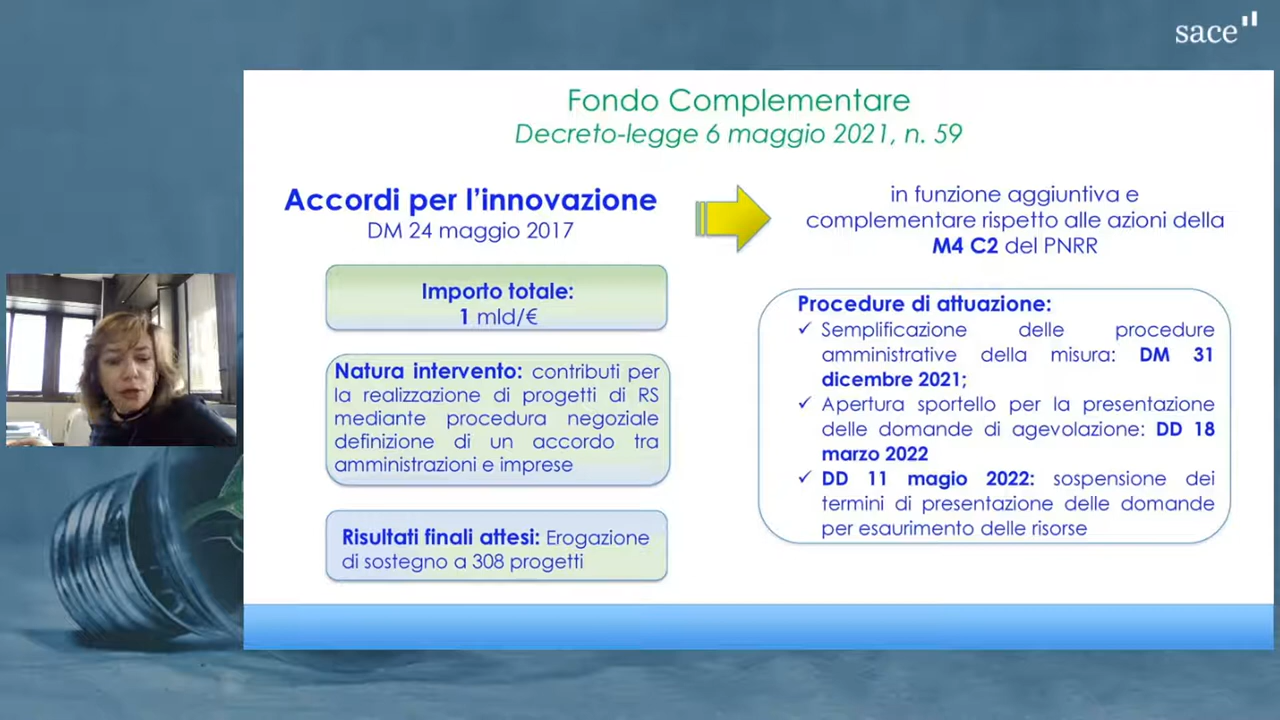 sace
Fondo Complementare
Decreto-legge 6 maggio 2021, n. 59
Accordi per l'innovazione
DM 24 maggio 2017
in funzione aggiuntiva e
complementare rispetto alle azioni della
M4 C2 del PNRR
Importo totale:
1 mld/€
Natura intervento: contributi per
la realizzazione di progetti di RS
mediante procedura negoziale
definizione di un accordo tra
amministrazioni e imprese
Risultati finali attesi: Erogazione
di sostegno a 308 progetti
Procedure di attuazione:
✓ Semplificazione delle procedure
amministrative della misura: DM 31
dicembre 2021;
✓ Apertura sportello per la presentazione
delle domande di agevolazione: DD 18
marzo 2022
✓ DD 11 magio 2022: sospensione dei
termini di presentazione delle domande
per esaurimento delle risorse